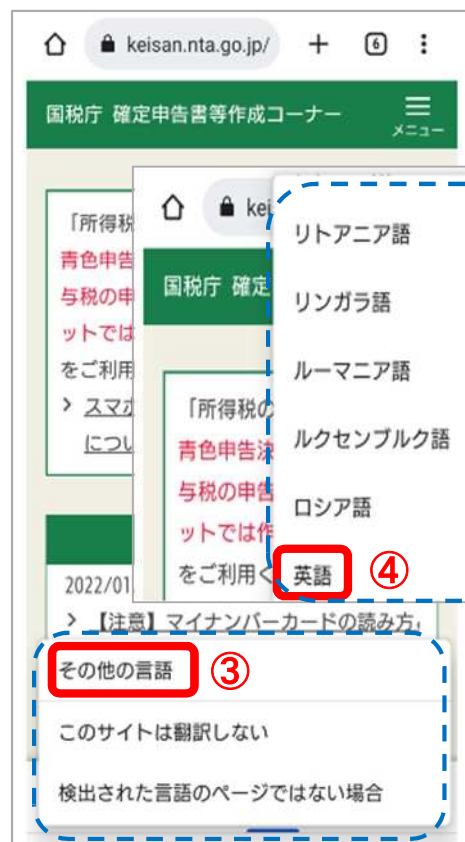 keisan.nta.go.jp/
6
国税庁 確定申告書等作成コーナー
メニュー
「所得税
青色申告
与税の申
ットでは
をご利用
> スマホ
につい
2022/01
> 【注意】マイナンバーカードの読み方,
kei
国税庁 確定
「所得税の
青色申告決
与税の申告
ットでは作
をご利用く
リトアニア語
リンガラ語
ルーマニア語
ルクセンブルク語
ロシア語
英語 ④
その他の言語 ③
このサイトは翻訳しない
検出された言語のページではない場合